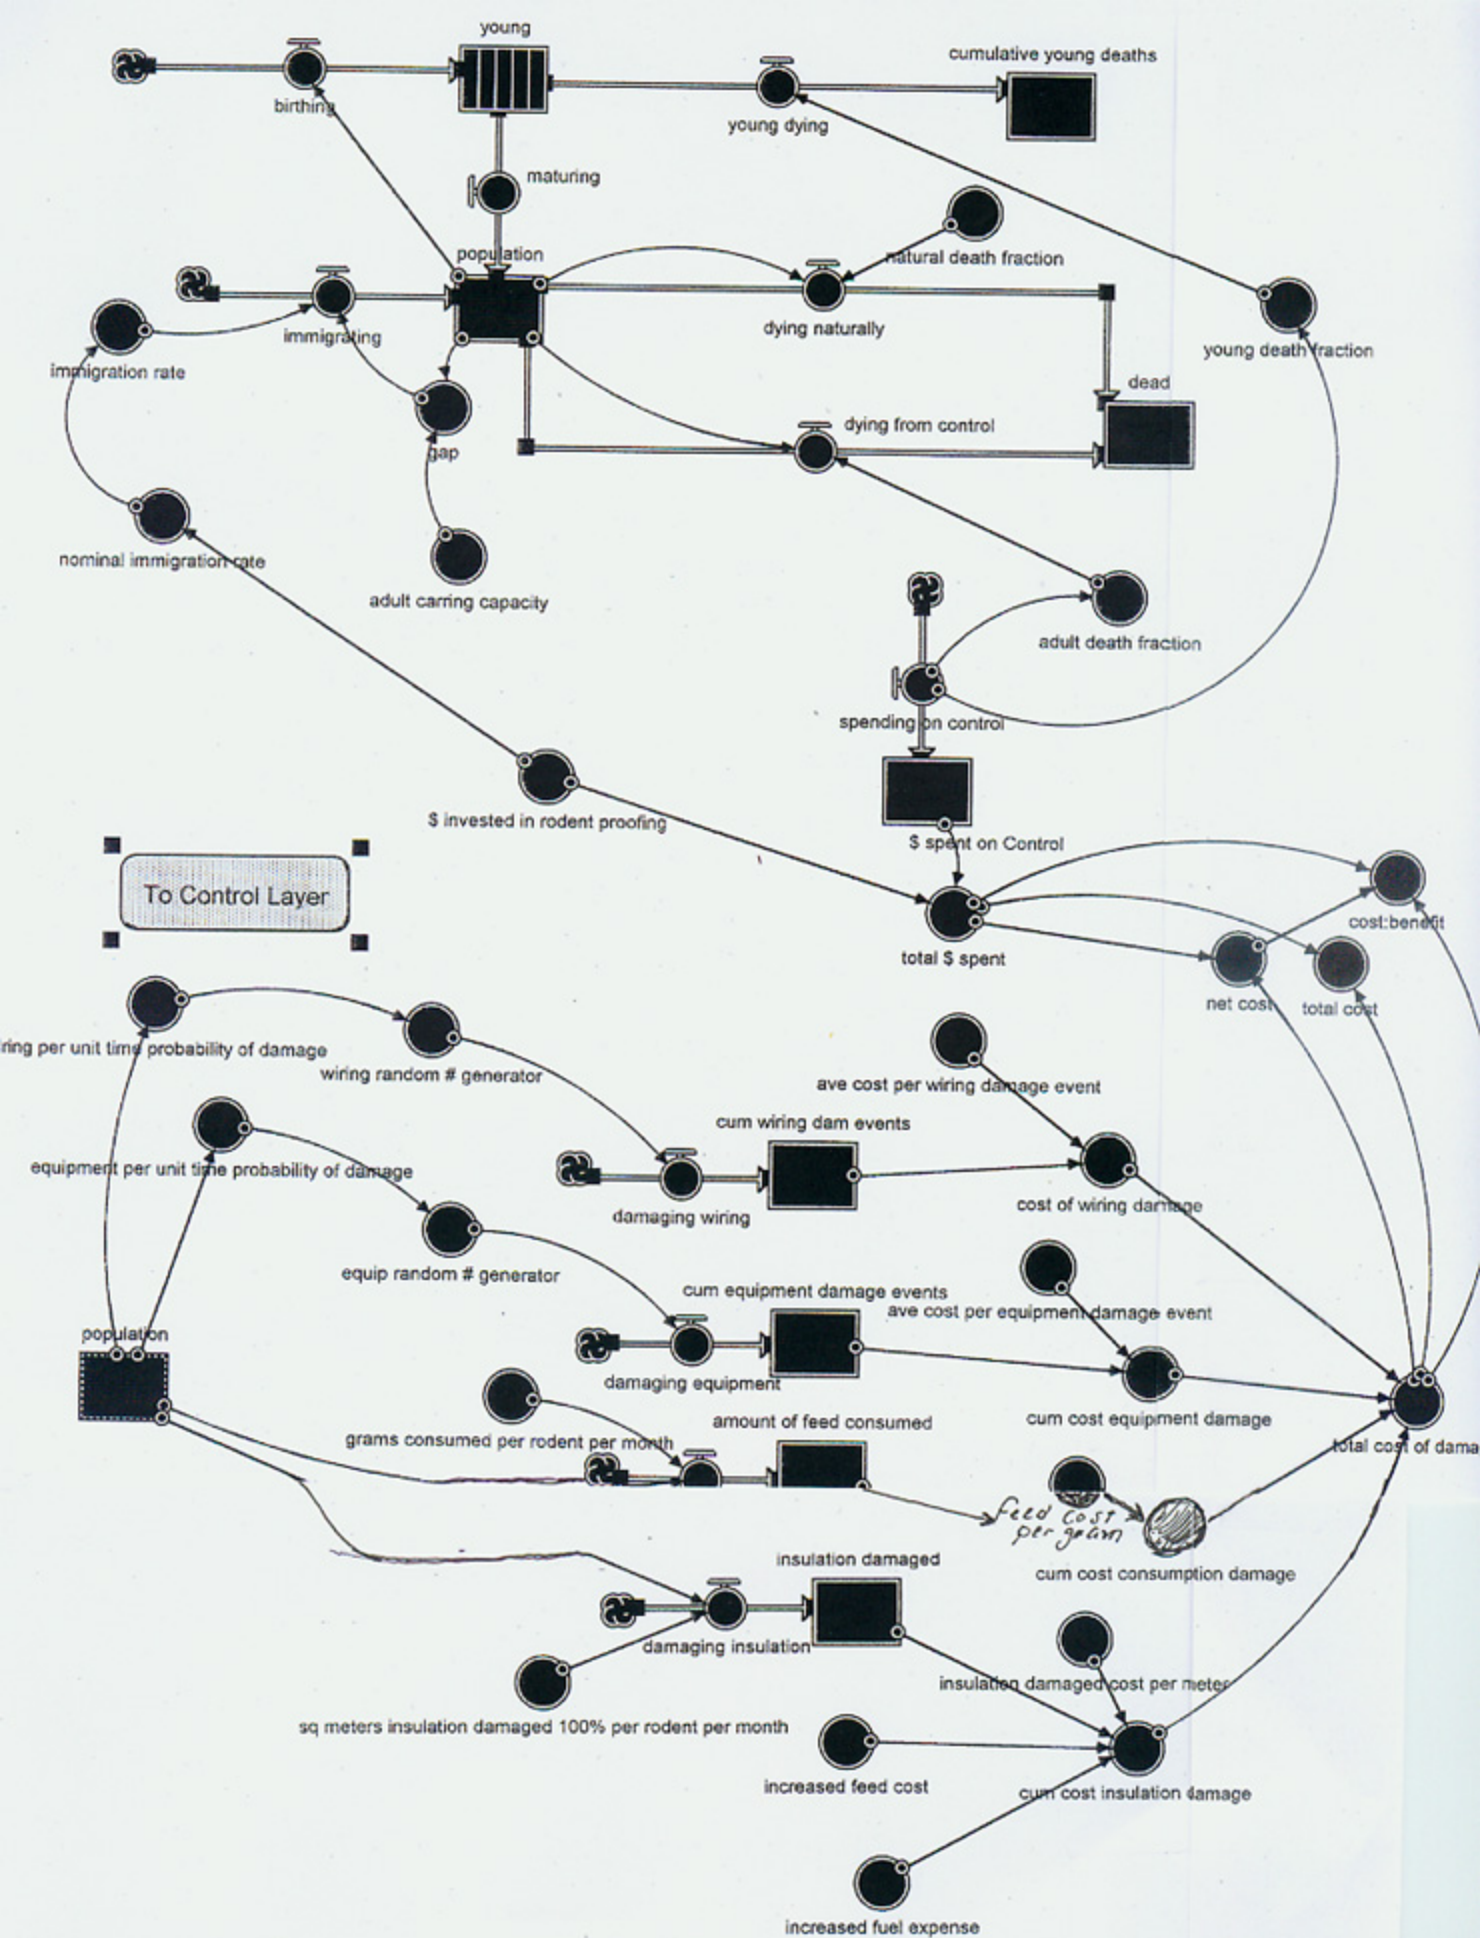 young
cumulative young deaths
birthing
young dying
maturing
population
natural death fraction
immigrating
dying naturally
young death fraction
immigration rate
dead
dying from control
gap
nominal immigration rate
adult carring capacity
adult death fraction
spending on control
$ invested in rodent proofing
$ spent on Control
To Control Layer
cost:benefit
total $ spent
net cost
total cost
ring per unit time probability of damage
wiring random # generator
ave cost per wiring damage event
cum wiring dam events
equipment per unit time probability of damage
cost of wiring damage
damaging wiring
equip random # generator
cum equipment damage events
ave cost per equipment damage event
population
damaging equipment
cum cost equipment damage
amount of feed consumed
grams consumed per rodent per month
total cost of dama
feed cost
per gram
insulation damaged
cum cost consumption damage
damaging insulation
insulation damaged cost per meter
sq meters insulation damaged 100% per rodent per month
increased feed cost
cum cost insulation damage
increased fuel expense